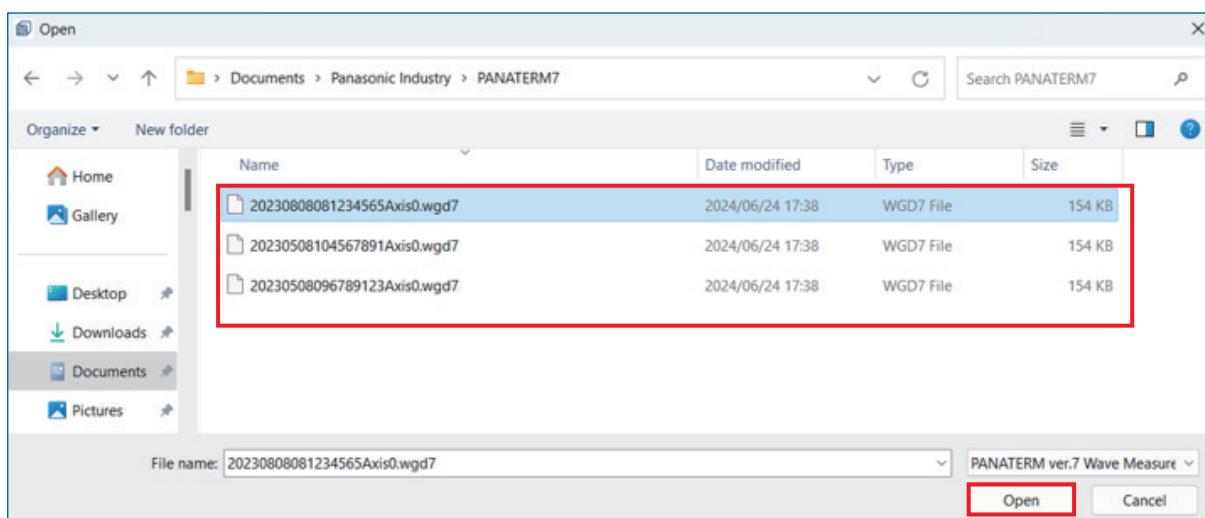 Open
Documents > Panasonic Industry > PANATERM7
Search PANATERM7
Organize
New folder
Name
Date modified
Type
Size
Home
Gallery
Desktop
Downloads
Documents
Pictures
20230808081234565Axis0.wgd7 2024/06/24 17:38 WGD7 File 154 KB
20230508104567891Axis0.wgd7 2024/06/24 17:38 WGD7 File 154 KB
20230508096789123Axis0.wgd7 2024/06/24 17:38 WGD7 File 154 KB
File name: 20230808081234565Axis0.wgd7
PANATERM ver.7 Wave Measure
Open
Cancel